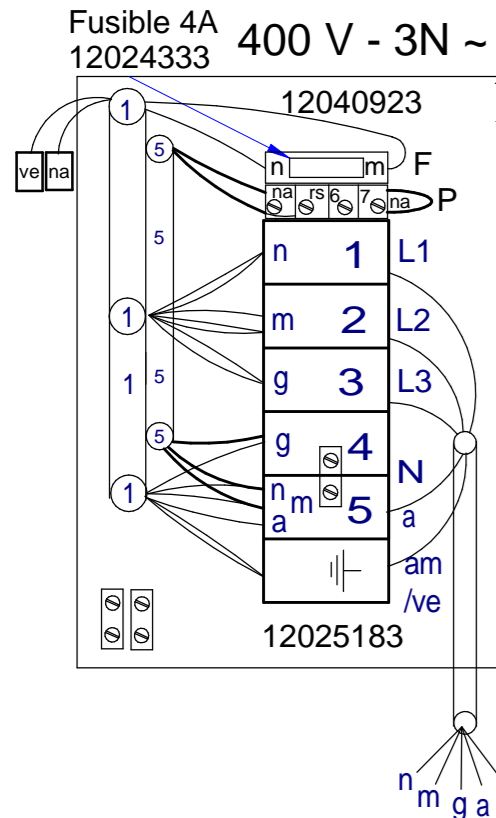 Fusible 4A
12024333
400 V - 3N ~
1
12040923
ve na
5
n m F
na rs 6 7 na P
5
n 1 L1
1
m 2 L2
1
5
g 3 L3
5
g 4
N
1
n
m 5
a
a
am
/ve
12025183
n m g a